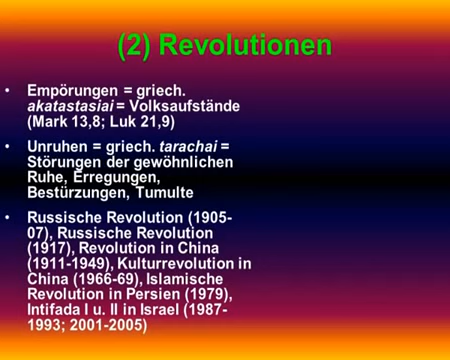 (2) Revolutionen
• Empörungen = griech.
akatastasiai = Volksaufstände
(Mark 13,8; Luk 21,9)
• Unruhen = griech. tarachai =
Störungen der gewöhnlichen
Ruhe, Erregungen,
Bestürzungen, Tumulte
• Russische Revolution (1905-
07), Russische Revolution
(1917), Revolution in China
(1911-1949), Kulturrevolution in
China (1966-69), Islamische
Revolution in Persien (1979),
Intifada I u. II in Israel (1987-
1993; 2001-2005)